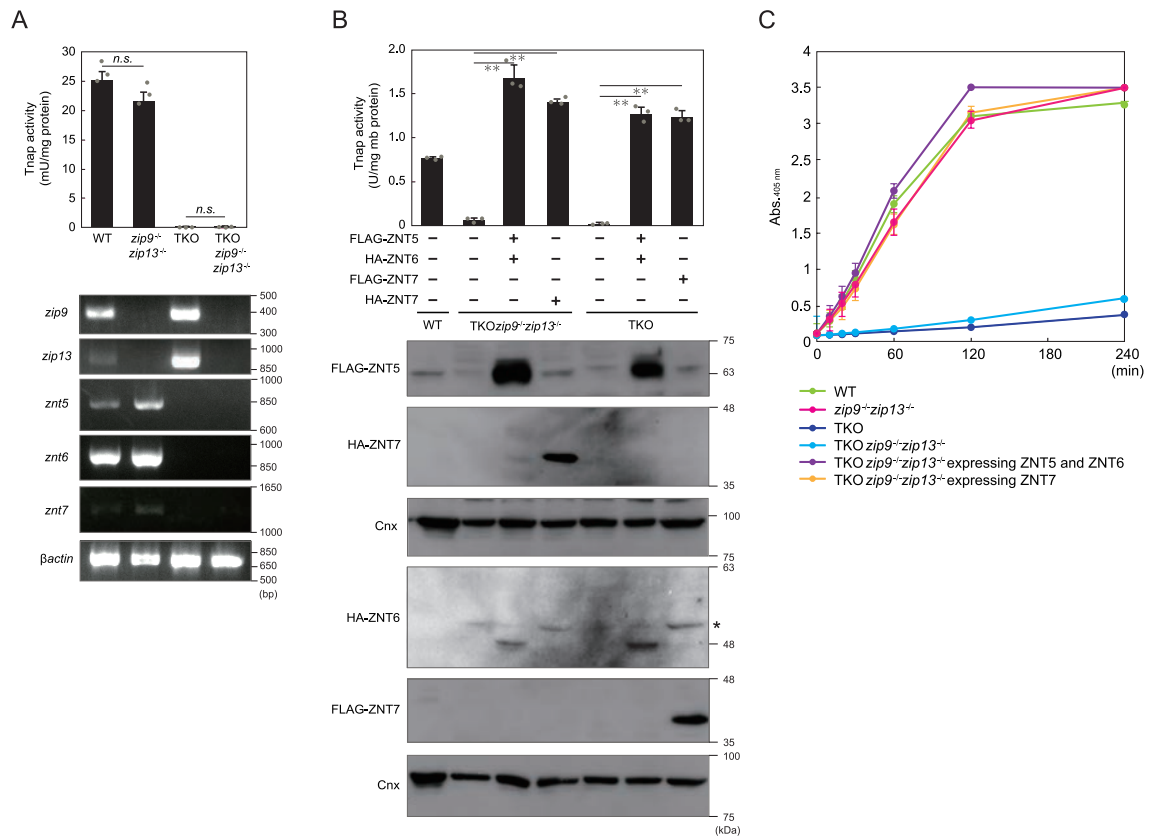 A
Tnap activity
(mU/mg protein)
30
25
20
15
10
5
0
n.s.
n.s.
WT
zip9-/-
zip13-/-
TKO
TKO
zip9-/-
zip13-/-
zip9
500
400
300
zip13
1000
850
znt5
1000
850
600
znt6
1000
850
znt7
1650
1000
βactin
850
650
500
(bp)
B
Tnap activity
(U/mg mb protein)
2.0
1.5
1.0
0.5
0
**
**
**
**
FLAG-ZNT5 – – + – – + –
HA-ZNT6 – – + – – + –
FLAG-ZNT7 – – – – – – +
HA-ZNT7 – – – + – – –
WT TKOzip9-/-zip13-/- TKO
FLAG-ZNT5
75
63
HA-ZNT7
48
35
Cnx
100
75
HA-ZNT6
63
*
48
FLAG-ZNT7
48
35
Cnx
100
75
(kDa)
C
Abs.405 nm
3.5
3
2.5
2
1.5
1
0.5
0
0 60 120 180 240
(min)
WT
zip9-/-zip13-/-
TKO
TKO zip9-/-zip13-/-
TKO zip9-/-zip13-/- expressing ZNT5 and ZNT6
TKO zip9-/-zip13-/- expressing ZNT7